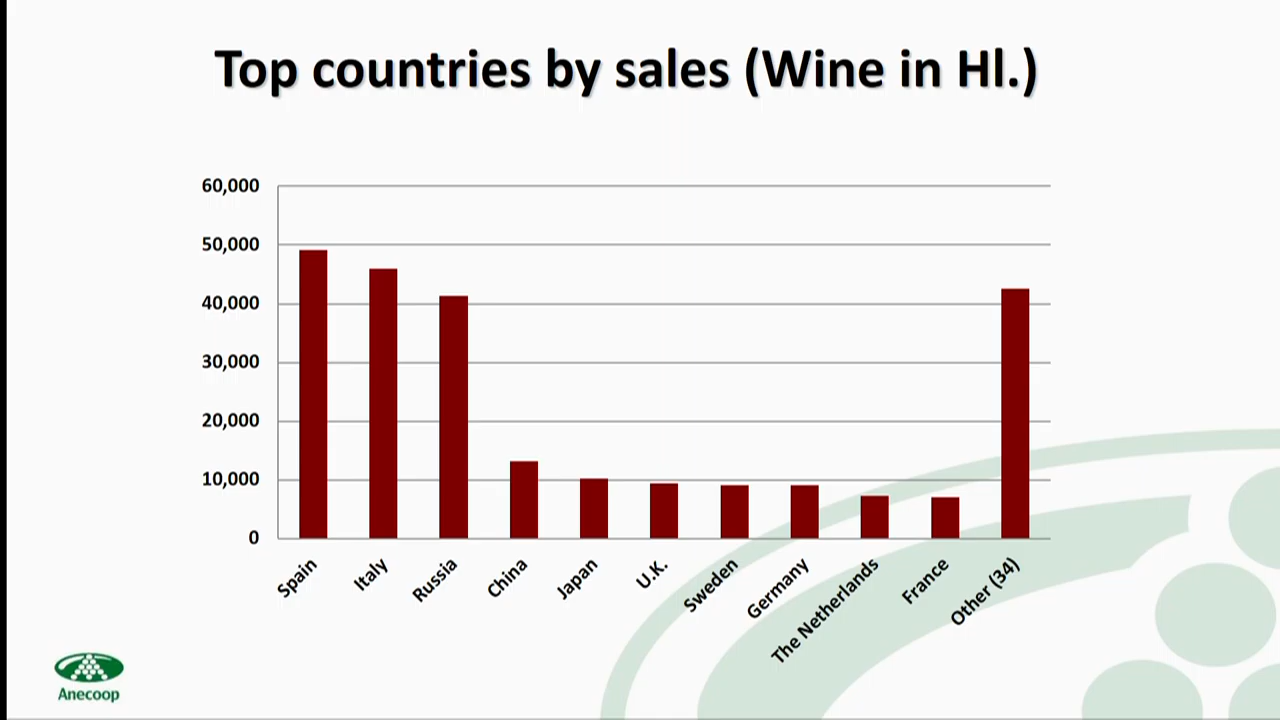 Top countries by sales (Wine in Hl.)
60,000
50,000
40,000
30,000
20,000
10,000
0
Spain
Italy
Russia
China
Japan
U.K.
Sweden
Germany
The Netherlands
France
Other (34)
Anecoop